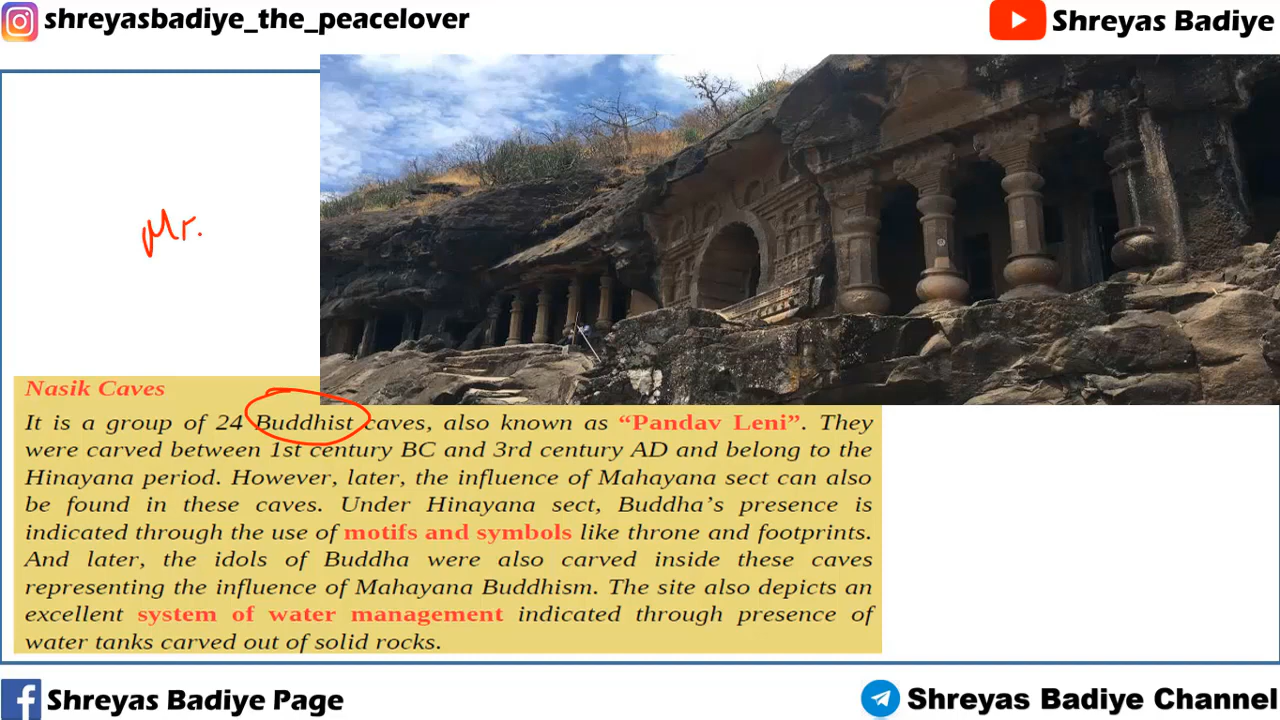 shreyasbadiye_the_peacelover
Shreyas Badiye
Mr.
Nasik Caves
It is a group of 24 Buddhist caves, also known as “Pandav Leni”. They
were carved between 1st century BC and 3rd century AD and belong to the
Hinayana period. However, later, the influence of Mahayana sect can also
be found in these caves. Under Hinayana sect, Buddha’s presence is
indicated through the use of motifs and symbols like throne and footprints.
And later, the idols of Buddha were also carved inside these caves
representing the influence of Mahayana Buddhism. The site also depicts an
excellent system of water management indicated through presence of
water tanks carved out of solid rocks.
Shreyas Badiye Page
Shreyas Badiye Channel